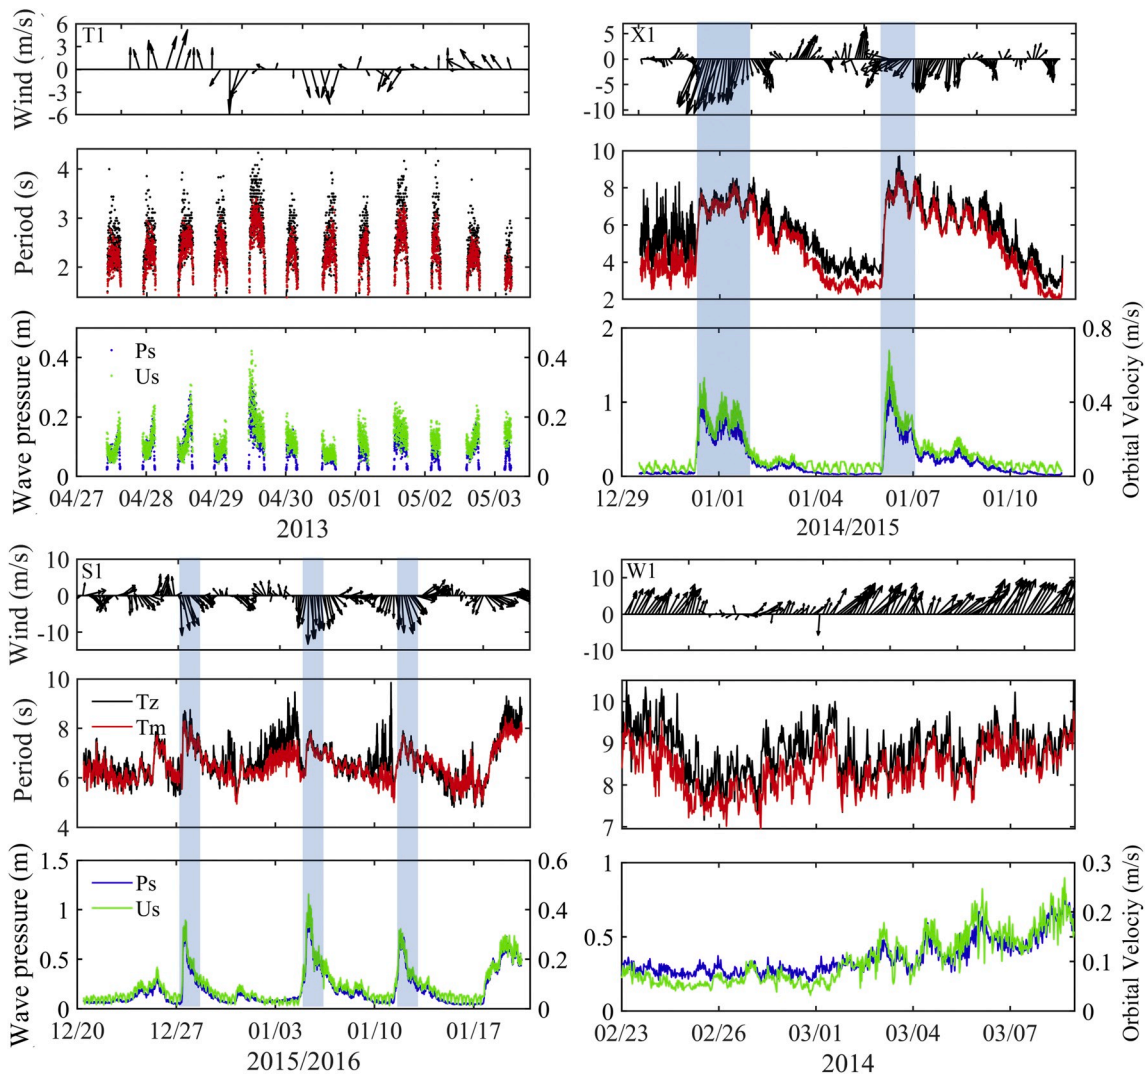 T1
Wind (m/s)
6
3
0
-3
-6
X1
5
0
-5
-10
Period (s)
4
3
2
10
8
6
4
2
Wave pressure (m)
0.4
0.2
0
Ps
Us
0.4
0.2
0
2
1
0
0.8
0.4
0
Orbital Velociy (m/s)
04/27 04/28 04/29 04/30 05/01 05/02 05/03
2013
12/29 01/01 01/04 01/07 01/10
2014/2015
S1
Wind (m/s)
10
0
-10
W1
10
0
-10
Period (s)
10
8
6
4
Tz
Tm
10
9
8
7
Wave pressure (m)
1.5
1
0.5
0
Ps
Us
0.6
0.4
0.2
0
1
0.5
0
0.3
0.2
0.1
0
Orbital Velociy (m/s)
12/20 12/27 01/03 01/10 01/17
2015/2016
02/23 02/26 03/01 03/04 03/07
2014